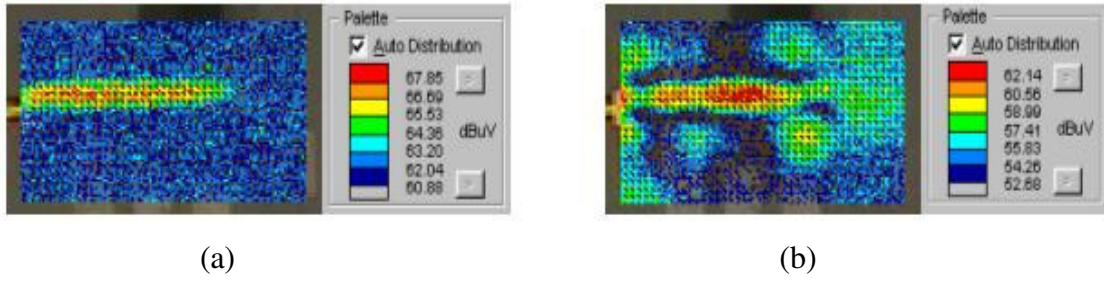 Palette
Auto Distribution
67.85
66.69
65.53
64.36
63.20
62.04
60.88
dBuV
(a)
Palette
Auto Distribution
62.14
60.56
58.99
57.41
55.83
54.26
52.68
dBuV
(b)